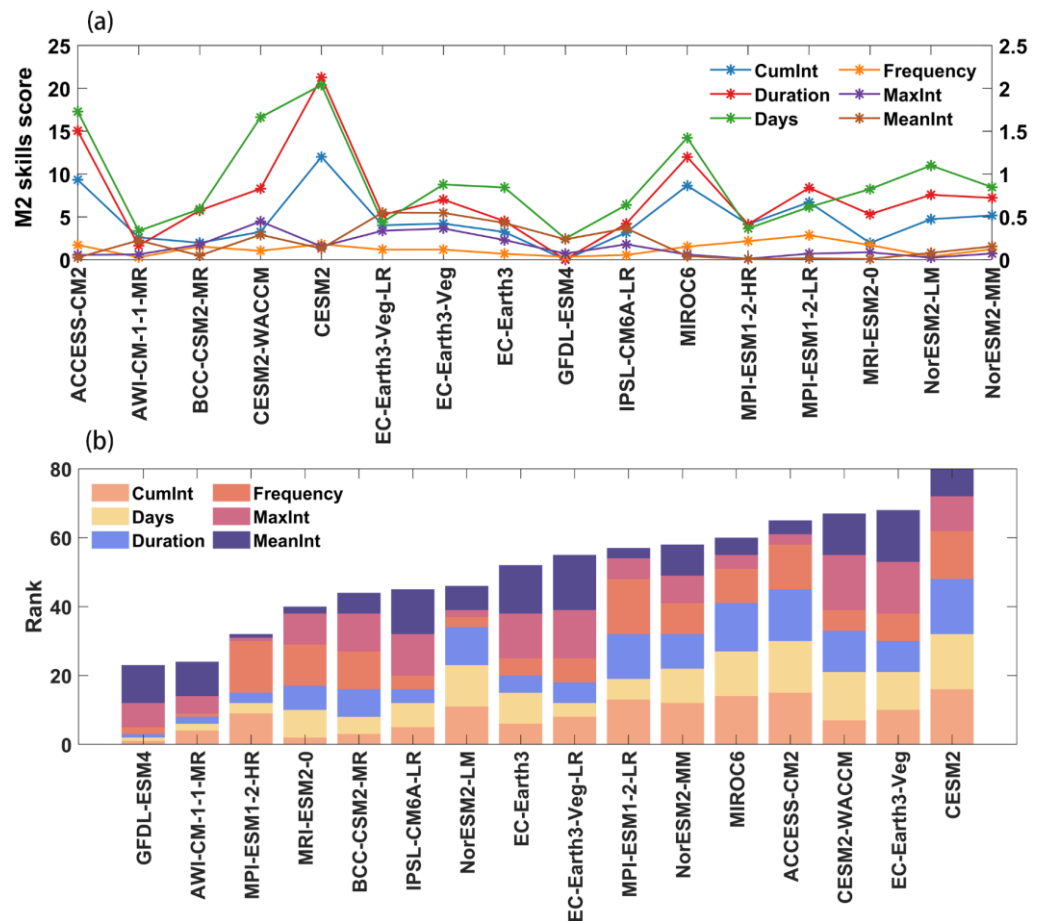 (a)
M2 skills score
25
20
15
10
5
0
2.5
2
1.5
1
0.5
0
CumInt
Duration
Days
Frequency
MaxInt
MeanInt
ACCESS-CM2
AWI-CM-1-1-MR
BCC-CSM2-MR
CESM2-WACCM
CESM2
EC-Earth3-Veg-LR
EC-Earth3-Veg
EC-Earth3
GFDL-ESM4
IPSL-CM6A-LR
MIROC6
MPI-ESM1-2-HR
MPI-ESM1-2-LR
MRI-ESM2-0
NorESM2-LM
NorESM2-MM
(b)
Rank
80
60
40
20
0
CumInt
Days
Duration
Frequency
MaxInt
MeanInt
GFDL-ESM4
AWI-CM-1-1-MR
MPI-ESM1-2-HR
MRI-ESM2-0
BCC-CSM2-MR
IPSL-CM6A-LR
NorESM2-LM
EC-Earth3
EC-Earth3-Veg-LR
MPI-ESM1-2-LR
NorESM2-MM
MIROC6
ACCESS-CM2
CESM2-WACCM
EC-Earth3-Veg
CESM2